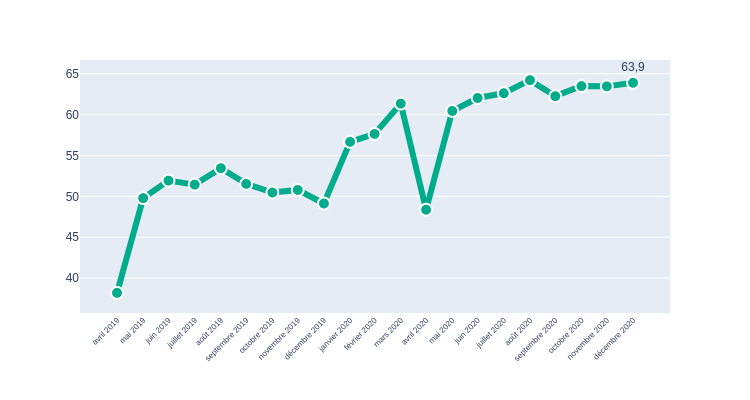 63,9
65
60
55
50
45
40
avril 2019
mai 2019
juin 2019
juillet 2019
août 2019
septembre 2019
octobre 2019
novembre 2019
décembre 2019
janvier 2020
février 2020
mars 2020
avril 2020
mai 2020
juin 2020
juillet 2020
août 2020
septembre 2020
octobre 2020
novembre 2020
décembre 2020